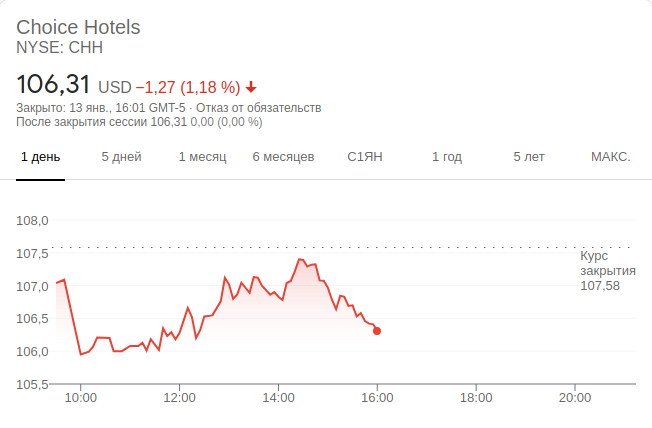 Choice Hotels
NYSE: CHH
106,31 USD −1,27 (1,18 %)
Закрыто: 13 янв., 16:01 GMT-5 · Отказ от обязательств
После закрытия сессии 106,31 0,00 (0,00 %)
1 день 5 дней 1 месяц 6 месяцев С1ЯН 1 год 5 лет МАКС.
108,0
107,5
Курс
закрытия
107,58
107,0
106,5
106,0
105,5
10:00 12:00 14:00 16:00 18:00 20:00